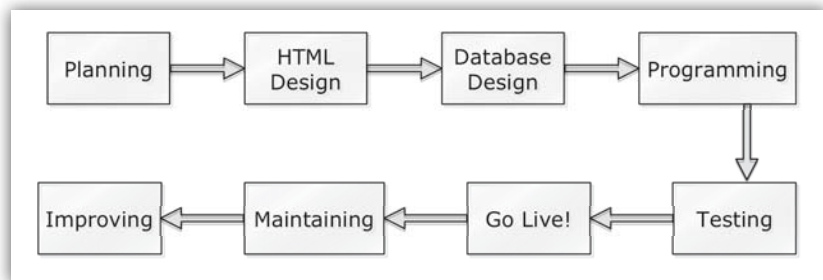 Planning
HTML
Design
Database
Design
Programming
Testing
Go Live!
Maintaining
Improving